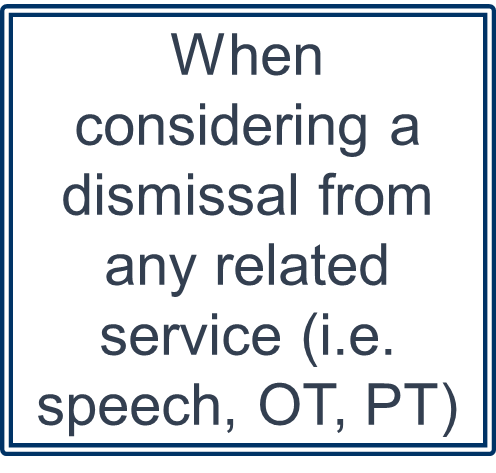 When
considering a
dismissal from
any related
service (i.e.
speech, OT, PT)